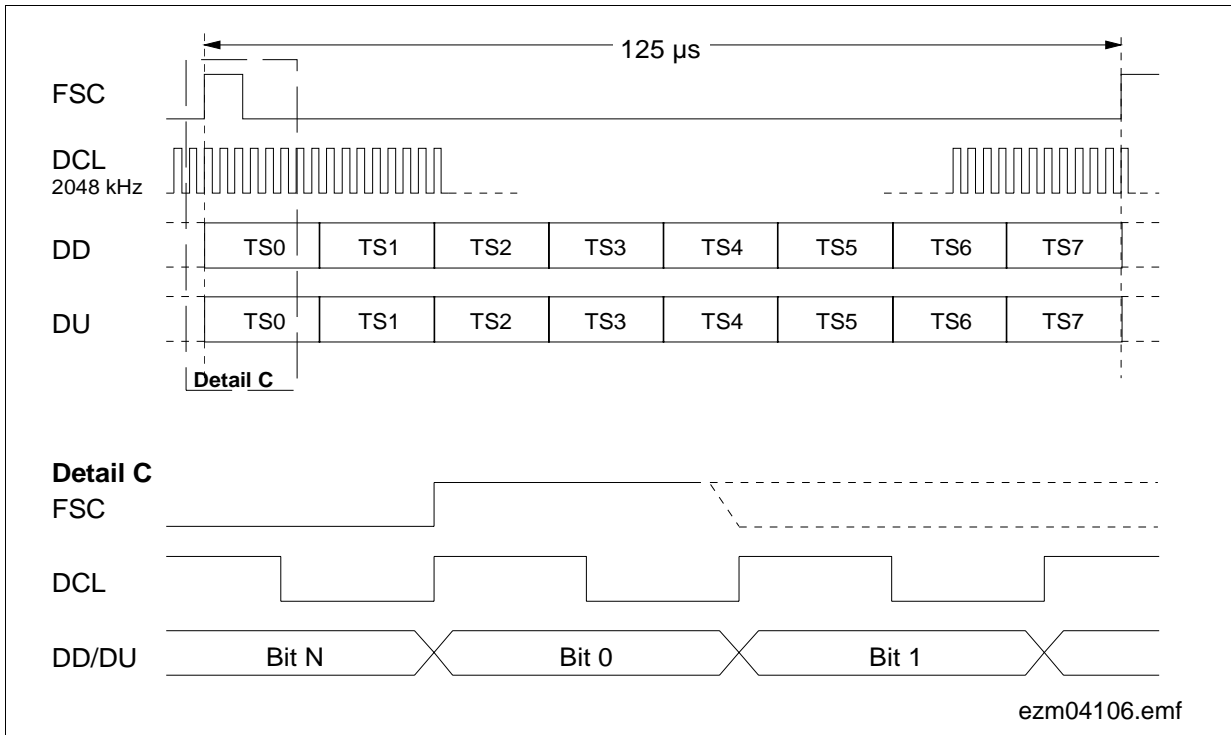 125 µs
FSC
DCL
2048 kHz
DD TS0 TS1 TS2 TS3 TS4 TS5 TS6 TS7
DU TS0 TS1 TS2 TS3 TS4 TS5 TS6 TS7
Detail C
Detail C
FSC
DCL
DD/DU Bit N Bit 0 Bit 1
ezm04106.emf